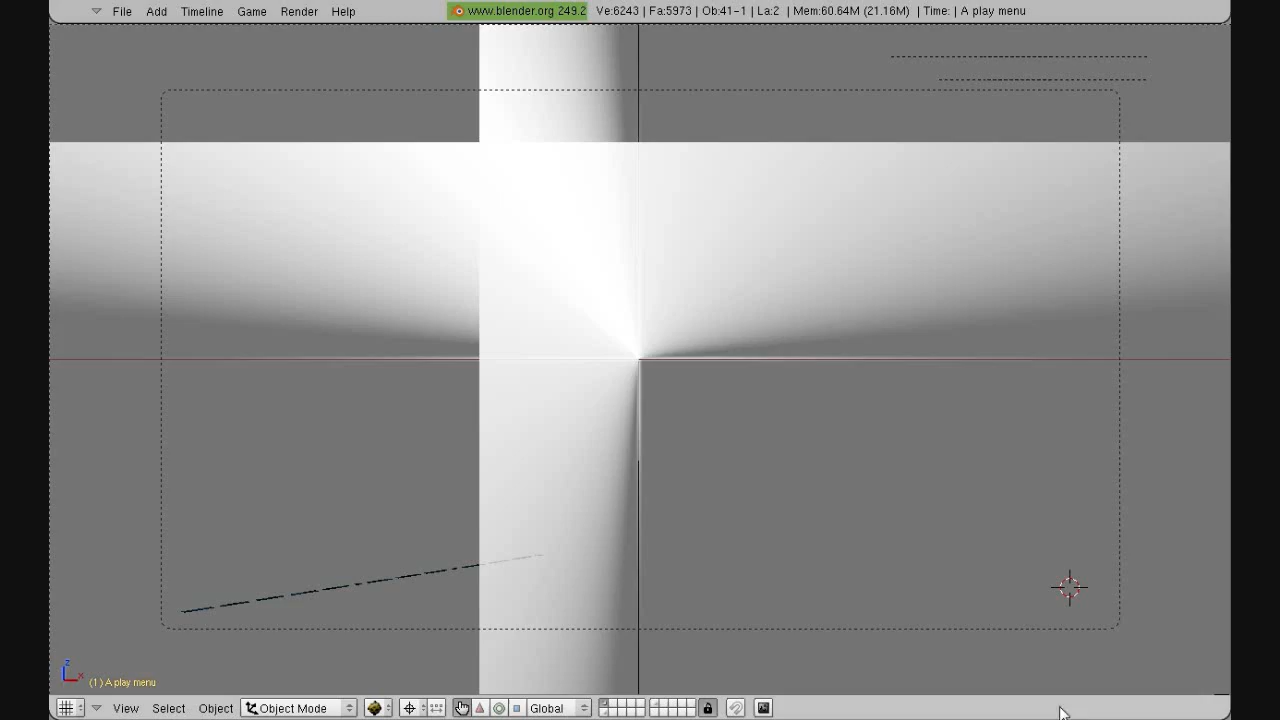 File Add Timeline Game Render Help www.blender.org 249.2 Ve:6243 | Fa:5973 | Ob:41-1 | La:2 | Mem:60.64M (21.16M) | Time: | A play menu
z
x
(1) A play menu
View Select Object Object Mode Global